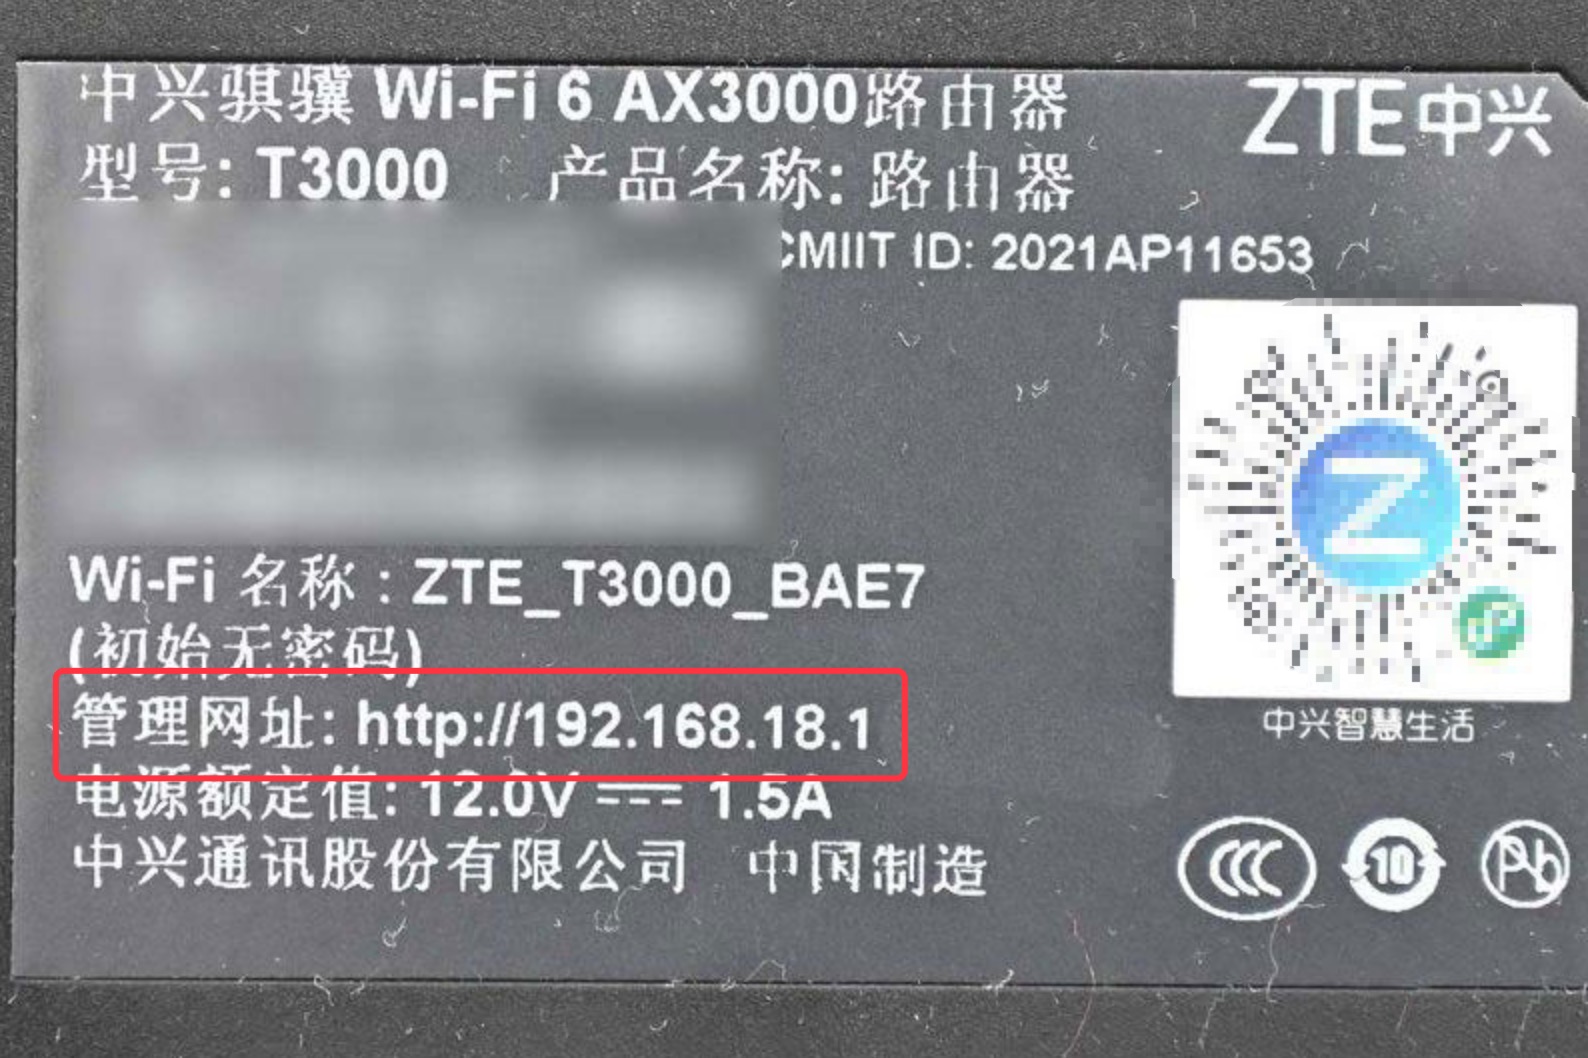 中兴骐骥 Wi-Fi 6 AX3000路由器
ZTE中兴
型号: T3000 产品名称: 路由器
CMIIT ID: 2021AP11653
Wi-Fi 名称 : ZTE_T3000_BAE7
(初始无密码)
管理网址: http://192.168.18.1
中兴智慧生活
电源额定值: 12.0V ⎓ 1.5A
中兴通讯股份有限公司 中国制造
CCC
10
Pb